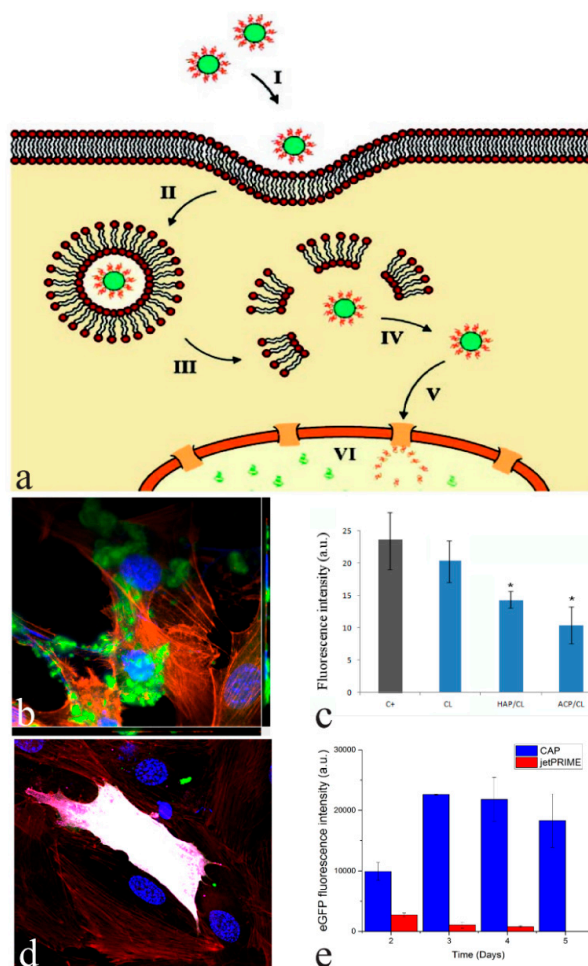 I
II
III
IV
V
VI
a
b
Fluorescence intensity (a.u.)
25
20
15
10
5
0
*
*
C+
CL
HAP/CL
ACP/CL
c
d
eGFP fluorescence intensity (a.u.)
30000
20000
10000
0
CAP
jetPRIME
2
3
4
5
Time (Days)
e